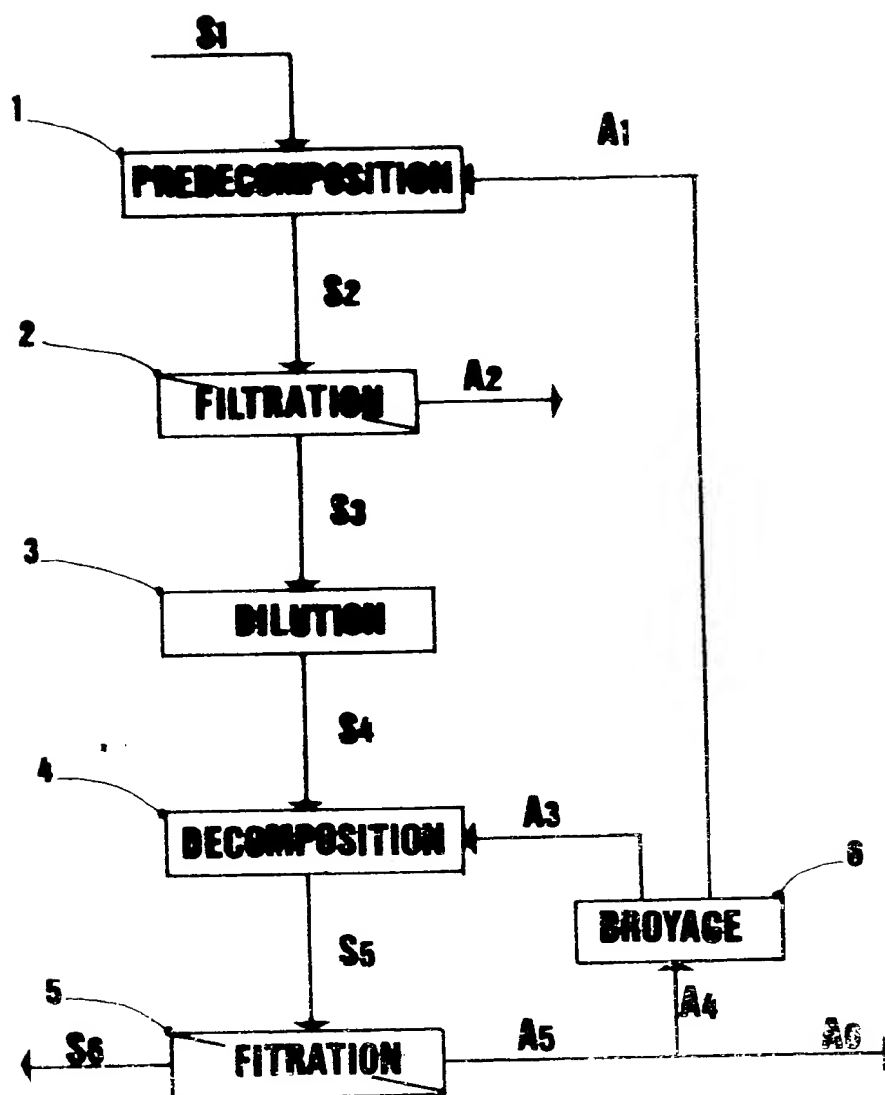 S1
1
A1
PREDECOMPOSITION
S2
2
FILTRATION
A2
S3
3
DILUTION
S4
4
A3
DECOMPOSITION
6
BROYAGE
S5
A4
5
S6
FITRATION
A5
A6